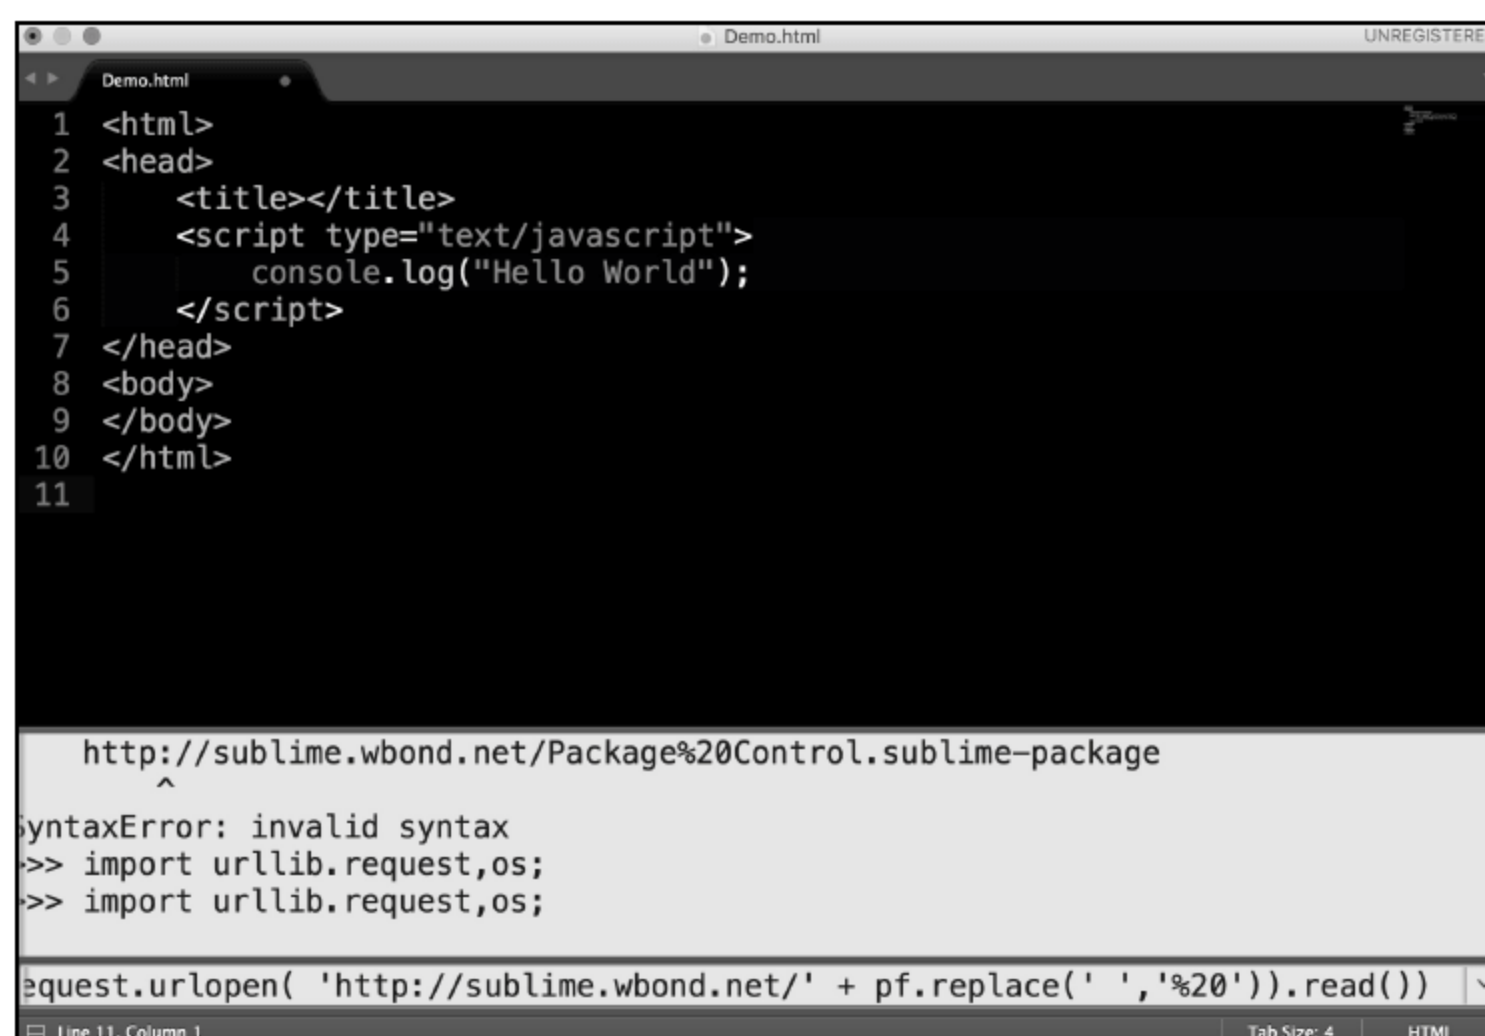 Demo.html
UNREGISTERE
Demo.html
1 <html>
2 <head>
3 <title></title>
4 <script type="text/javascript">
5 console.log("Hello World");
6 </script>
7 </head>
8 <body>
9 </body>
10 </html>
11
http://sublime.wbond.net/Package%20Control.sublime-package
^
SyntaxError: invalid syntax
>>> import urllib.request,os;
>>> import urllib.request,os;
equest.urlopen( 'http://sublime.wbond.net/' + pf.replace(' ','%20')).read())
Line 11, Column 1
Tab Size: 4
HTML